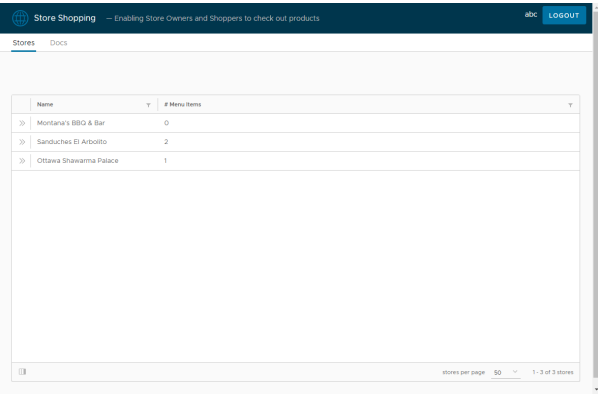 Store Shopping — Enabling Store Owners and Shoppers to check out products abc LOGOUT
Stores Docs
Name # Menu Items
Montana's BBQ & Bar 0
Sanduches El Arbolito 2
Ottawa Shawarma Palace 1
stores per page 50 1 - 3 of 3 stores